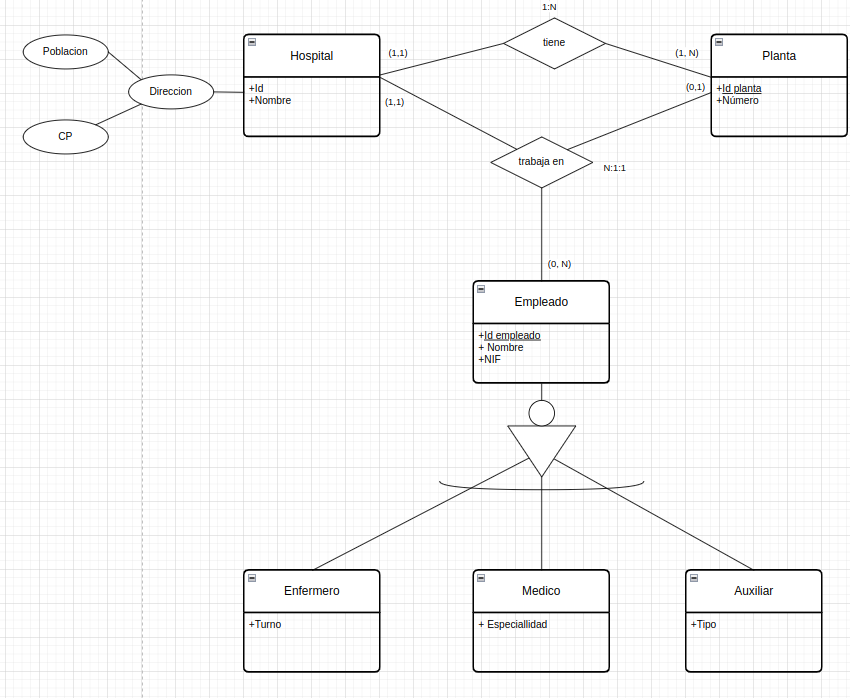 1:N
Poblacion
Hospital
(1,1)
tiene
(1, N)
Planta
Direccion
+Id
+Nombre
(1,1)
(0,1)
+Id planta
+Número
CP
trabaja en
N:1:1
(0, N)
Empleado
+Id empleado
+ Nombre
+NIF
Enfermero
Medico
Auxiliar
+Turno
+ Especiallidad
+Tipo